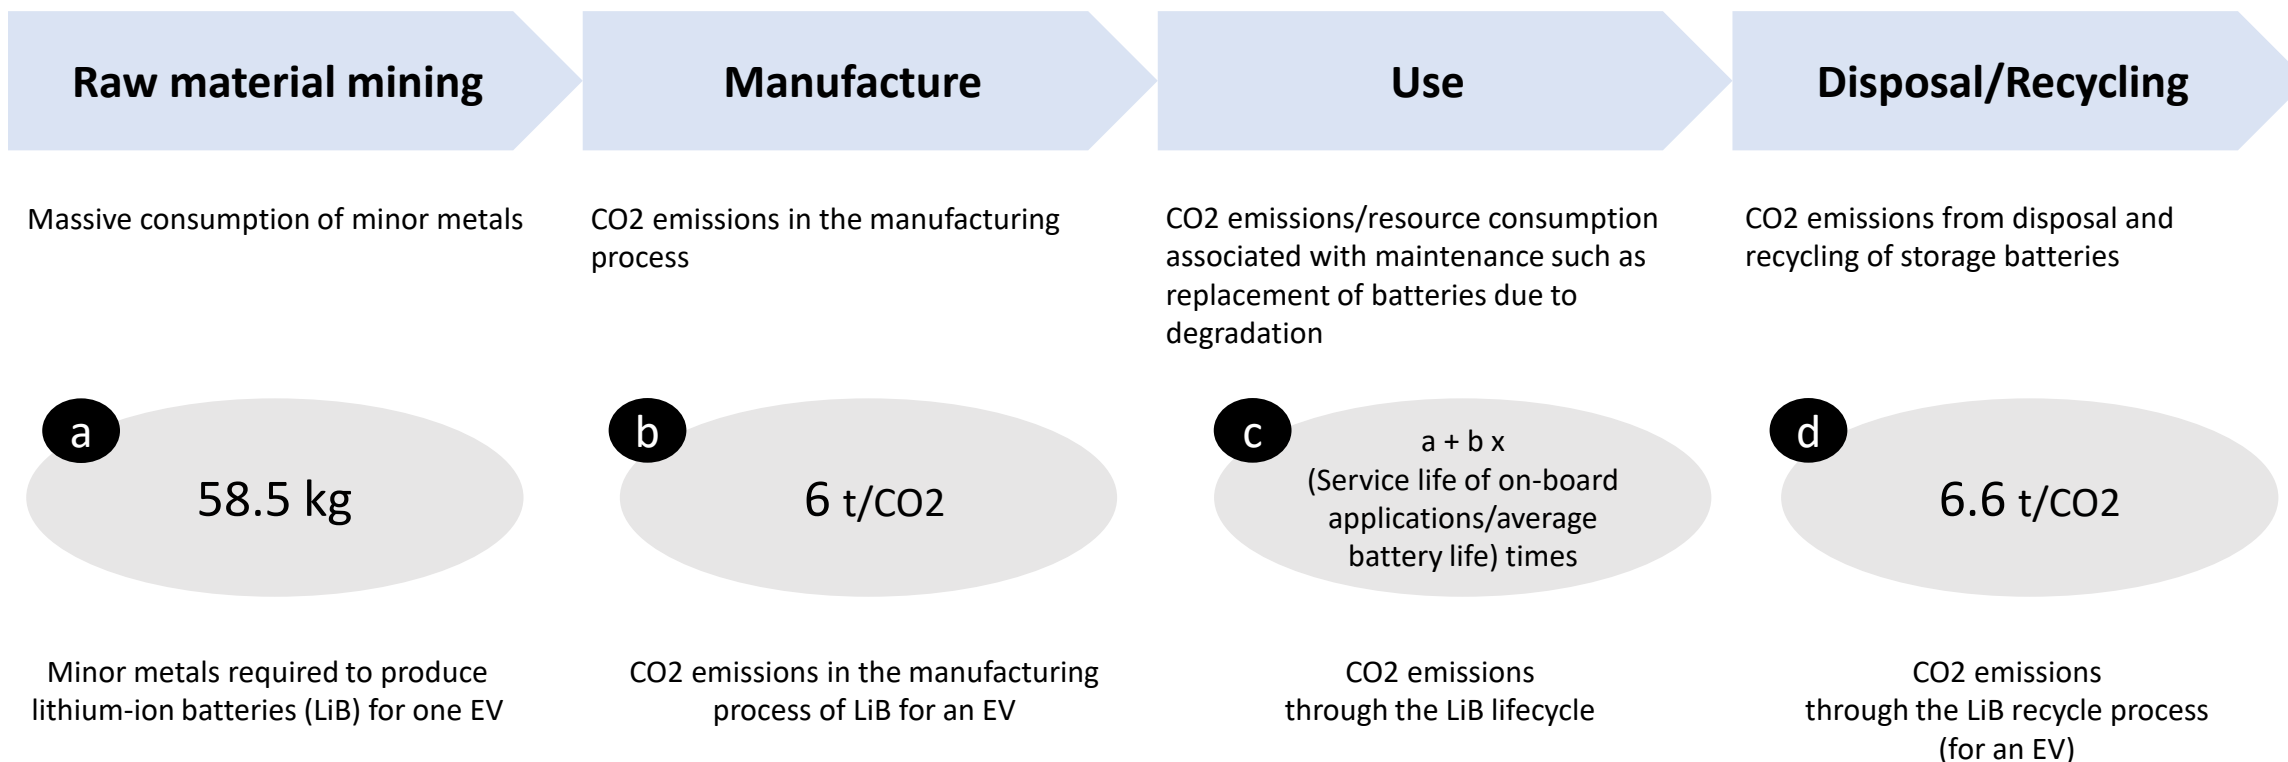 Raw material mining
Manufacture
Use
Disposal/Recycling
Massive consumption of minor metals
CO2 emissions in the manufacturing
process
CO2 emissions/resource consumption
associated with maintenance such as
replacement of batteries due to
degradation
CO2 emissions from disposal and
recycling of storage batteries
a
58.5 kg
b
6 t/CO2
c
a + b x
(Service life of on-board
applications/average
battery life) times
d
6.6 t/CO2
Minor metals required to produce
lithium-ion batteries (LiB) for one EV
CO2 emissions in the manufacturing
process of LiB for an EV
CO2 emissions
through the LiB lifecycle
CO2 emissions
through the LiB recycle process
(for an EV)